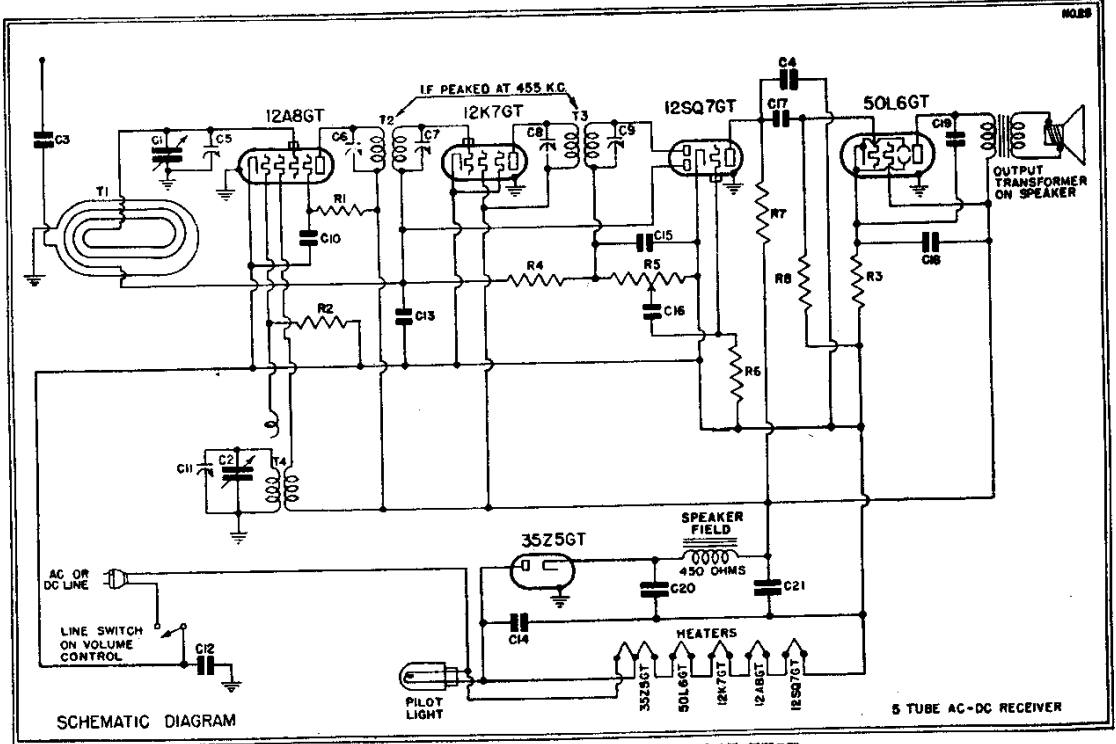 NO.25
C4
12A8GT
I.F PEAKED AT 455 K.C.
12K7GT
12SQ7GT
C17
50L6GT
C3
C1
C5
C6
T2
C7
C8
T3
C9
C19
OUTPUT
TRANSFORMER
ON SPEAKER
T1
R1
C10
C15
R7
C18
R4
R5
R8
R3
R2
C13
C16
R6
C11
C2
T4
SPEAKER
FIELD
35Z5GT
450 OHMS
AC OR
DC LINE
C20
C21
LINE SWITCH
ON VOLUME
CONTROL
C14
C12
HEATERS
35Z5GT
50L6GT
12K7GT
12A8GT
12SQ7GT
PILOT
LIGHT
SCHEMATIC DIAGRAM
5 TUBE AC-DC RECEIVER